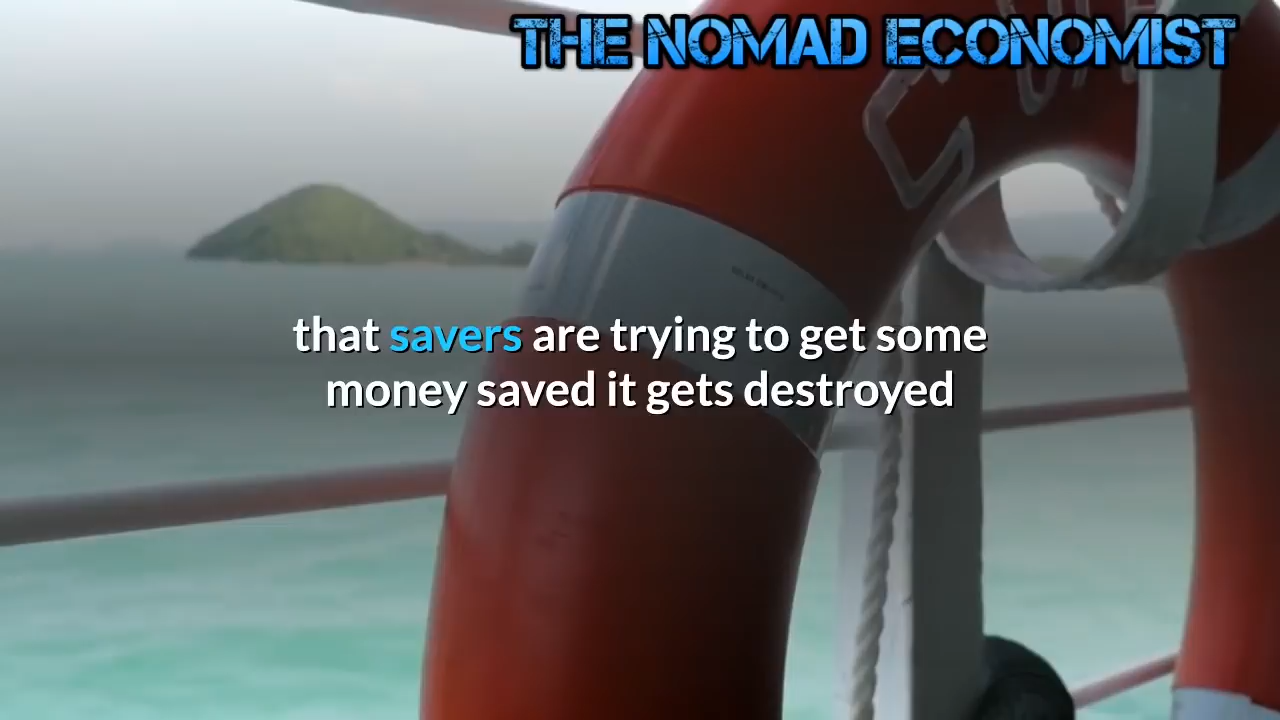 THE NOMAD ECONOMIST
that savers are trying to get some
money saved it gets destroyed